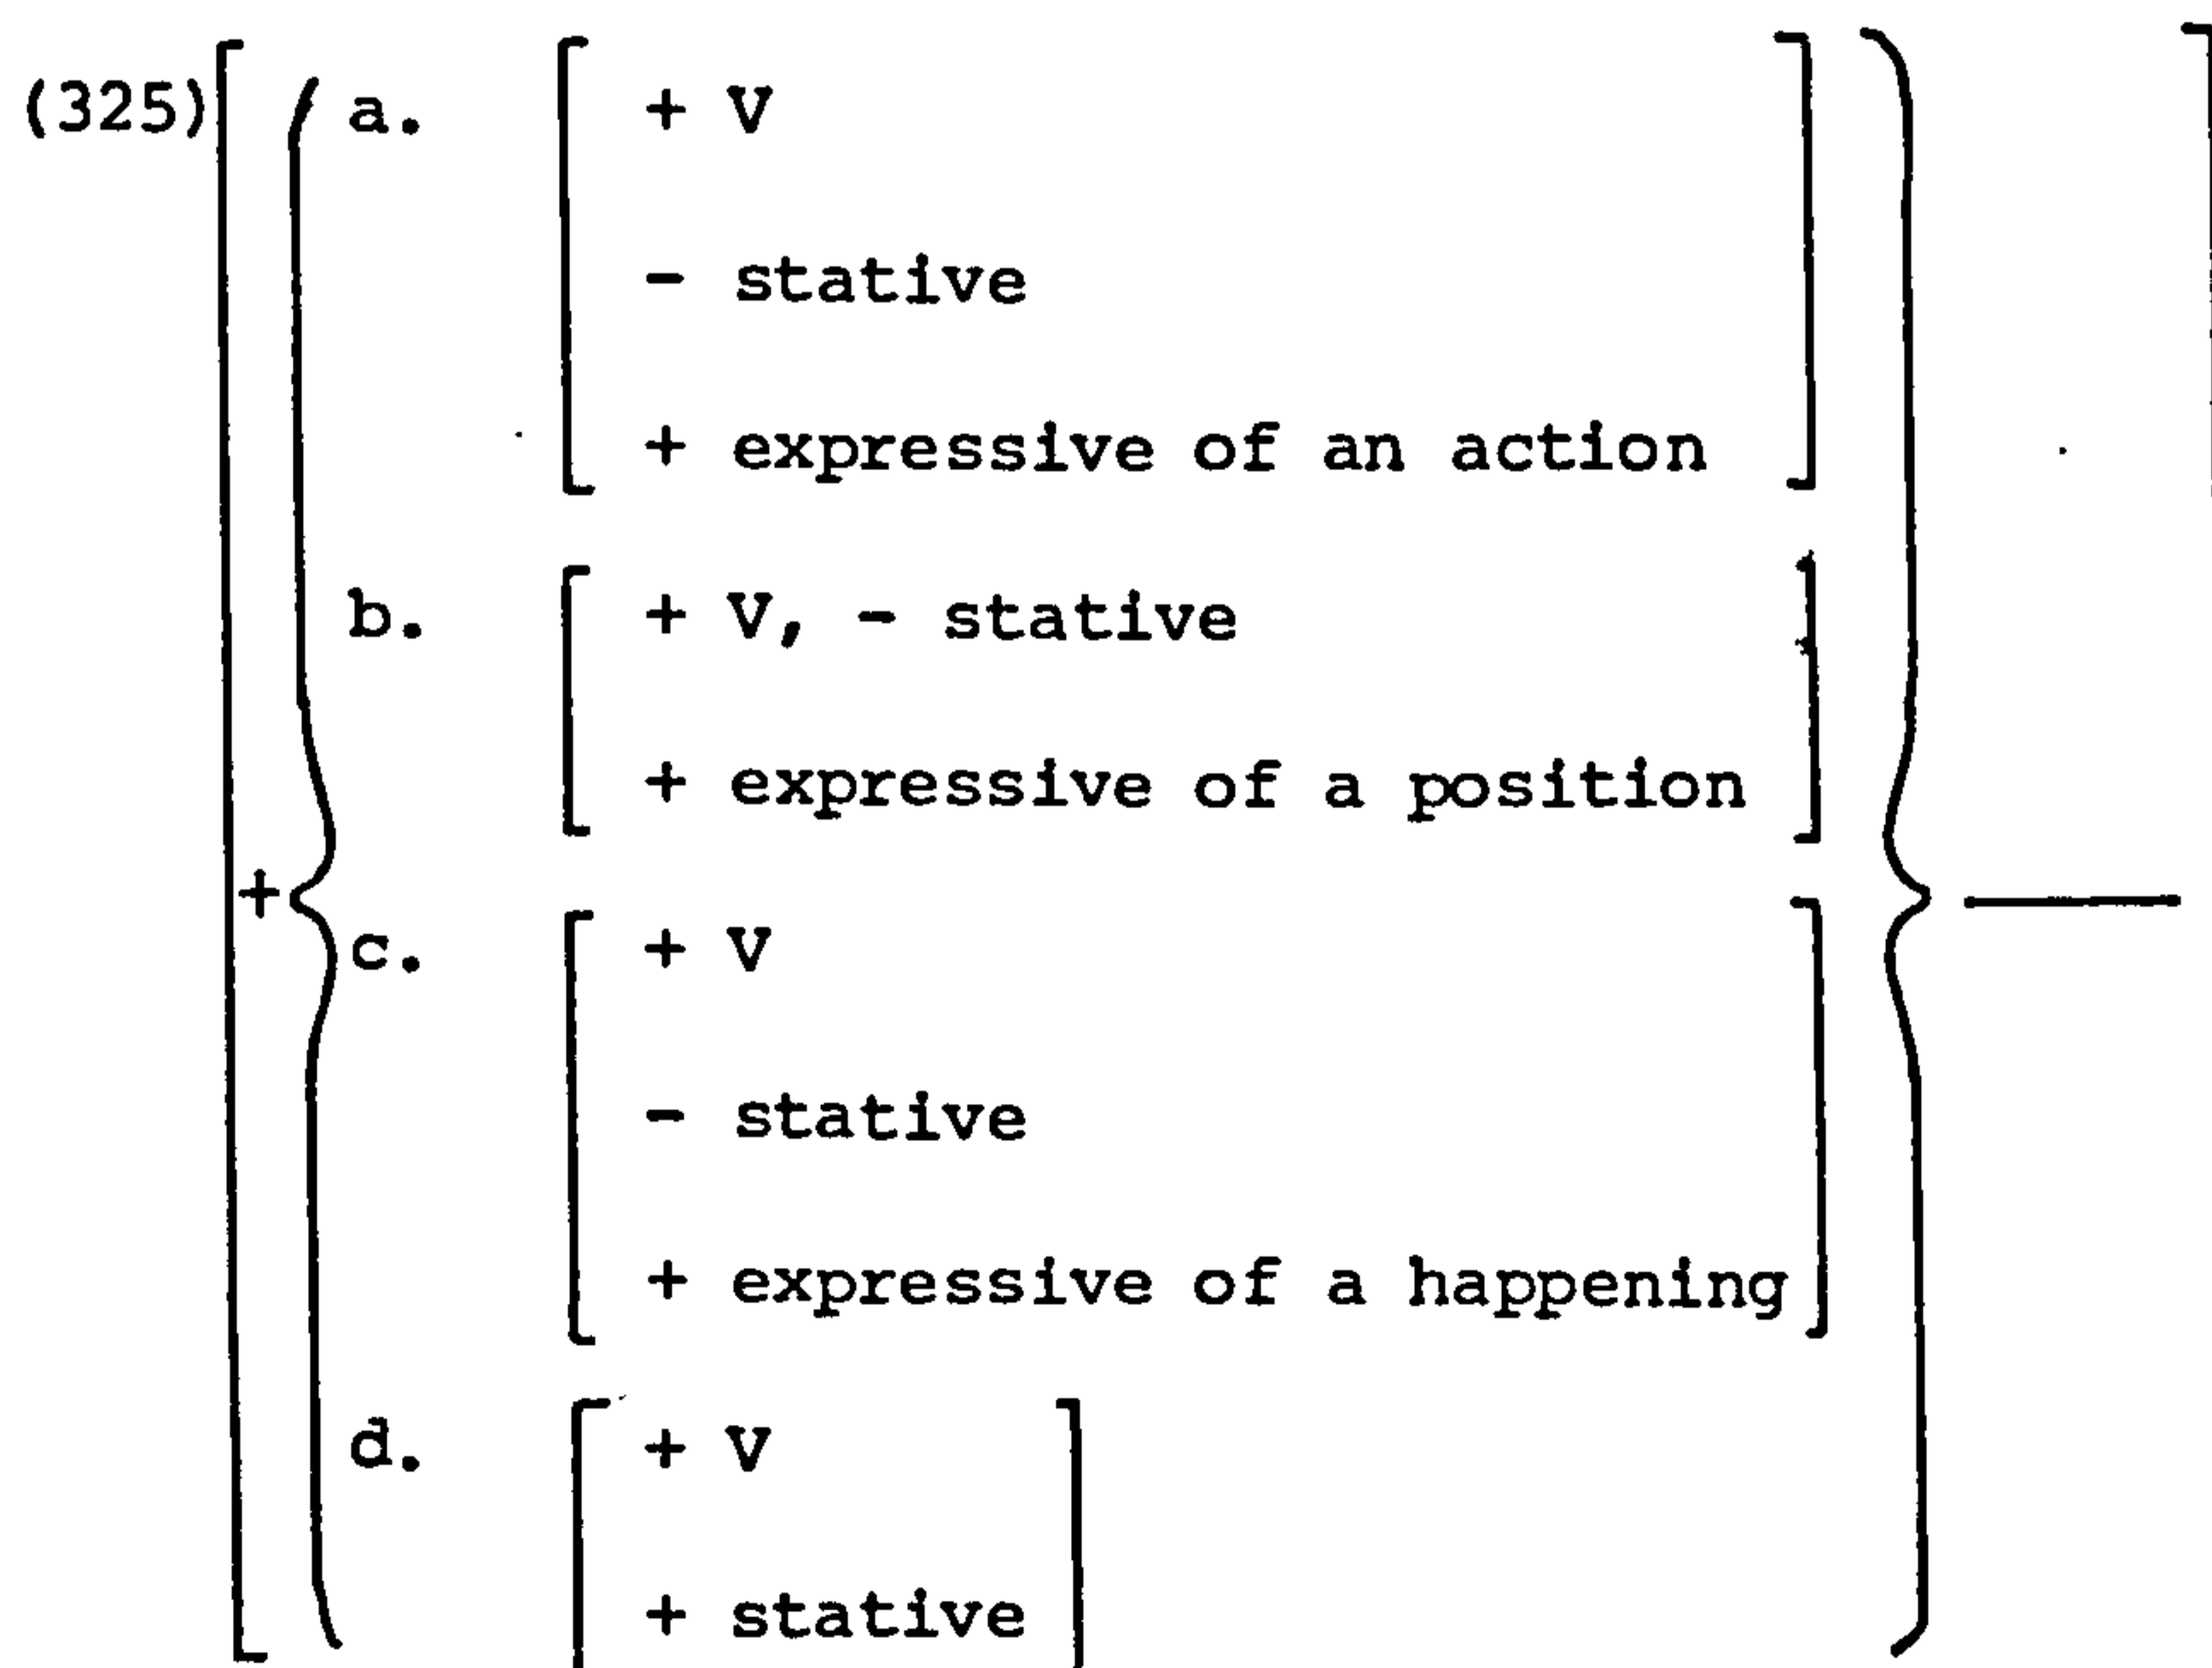 (325) a. + V
- stative
+ expressive of an action
b. + V, - stative
+ expressive of a position
+
c. + V
- stative
+ expressive of a happening
d. + V
+ stative